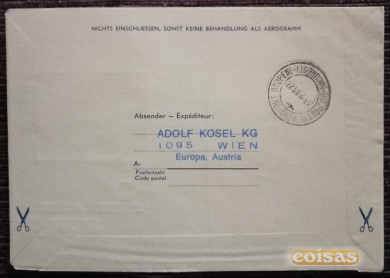 NICHTS EINSCHLIESSEN, SONST KEINE BEHANDLUNG ALS AEROGRAMM
Absender – Expéditeur:
ADOLF KOSEL KG
1095 WIEN
Europa, Austria
A-
Postleitzahl
Code postal
coisas